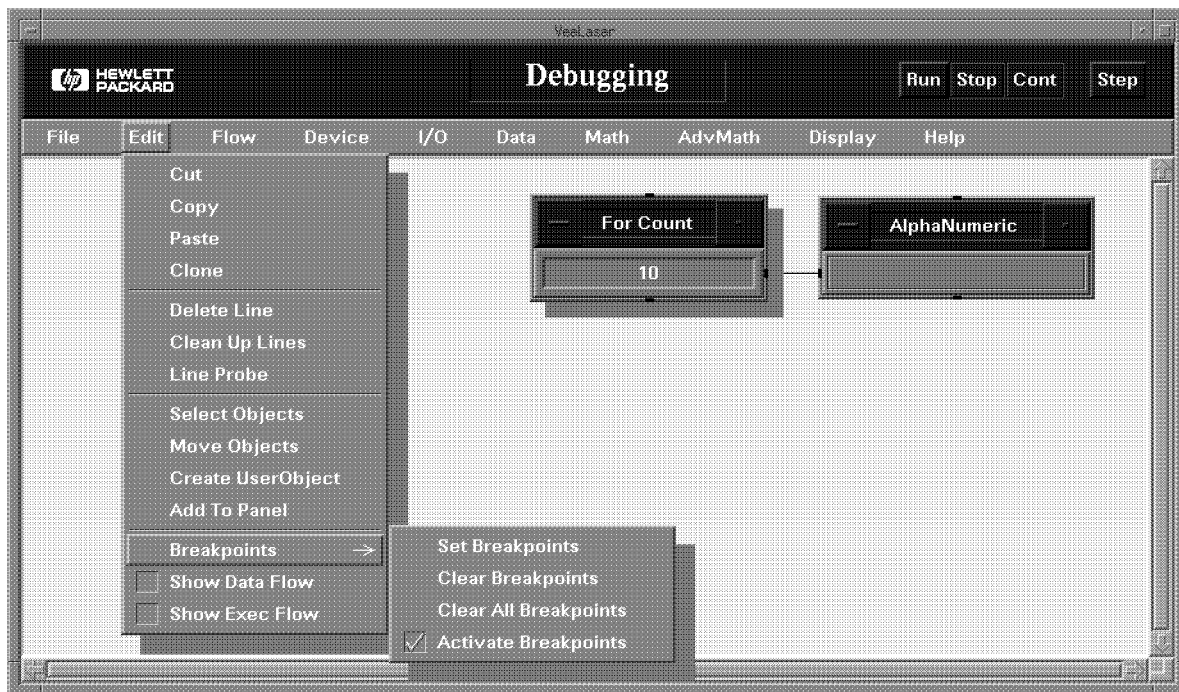 VeeLaser
hp HEWLETT PACKARD
Debugging
Run Stop Cont Step
File Edit Flow Device I/O Data Math AdvMath Display Help
Cut
Copy
Paste
Clone
Delete Line
Clean Up Lines
Line Probe
Select Objects
Move Objects
Create UserObject
Add To Panel
Breakpoints
Show Data Flow
Show Exec Flow
Set Breakpoints
Clear Breakpoints
Clear All Breakpoints
Activate Breakpoints
For Count
10
AlphaNumeric